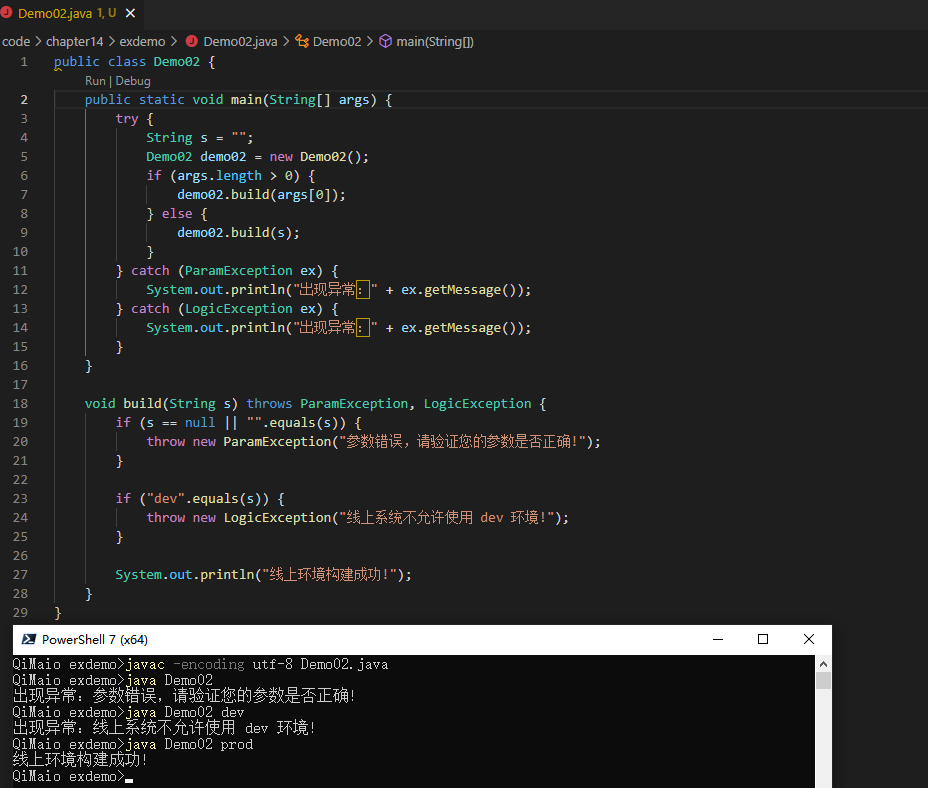 Demo02.java 1, U
code > chapter14 > exdemo > Demo02.java > Demo02 > main(String[])
1 public class Demo02 {
Run | Debug
2 public static void main(String[] args) {
3 try {
4 String s = "";
5 Demo02 demo02 = new Demo02();
6 if (args.length > 0) {
7 demo02.build(args[0]);
8 } else {
9 demo02.build(s);
10 }
11 } catch (ParamException ex) {
12 System.out.println("出现异常：" + ex.getMessage());
13 } catch (LogicException ex) {
14 System.out.println("出现异常：" + ex.getMessage());
15 }
16 }
17
18 void build(String s) throws ParamException, LogicException {
19 if (s == null || "".equals(s)) {
20 throw new ParamException("参数错误，请验证您的参数是否正确!");
21 }
22
23 if ("dev".equals(s)) {
24 throw new LogicException("线上系统不允许使用 dev 环境!");
25 }
26
27 System.out.println("线上环境构建成功!");
28 }
29 }
PowerShell 7 (x64)
QiMaio exdemo>javac -encoding utf-8 Demo02.java
QiMaio exdemo>java Demo02
出现异常：参数错误，请验证您的参数是否正确!
QiMaio exdemo>java Demo02 dev
出现异常：线上系统不允许使用 dev 环境!
QiMaio exdemo>java Demo02 prod
线上环境构建成功!
QiMaio exdemo>